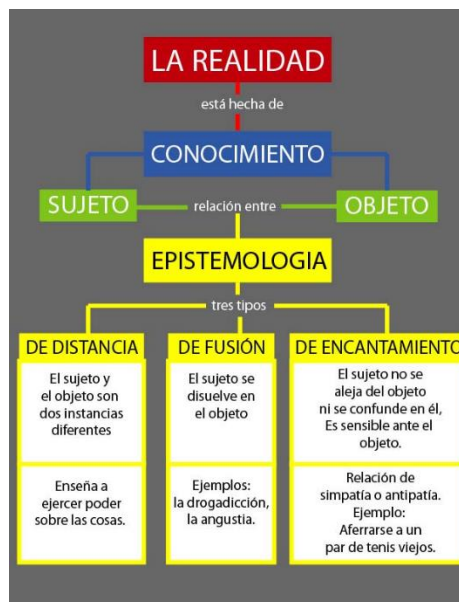 LA REALIDAD
está hecha de
CONOCIMIENTO
SUJETO
relación entre
OBJETO
EPISTEMOLOGIA
tres tipos
DE DISTANCIA
El sujeto y
el objeto son
dos instancias
diferentes
Enseña a
ejercer poder
sobre las cosas.
DE FUSIÓN
El sujeto se
disuelve en
el objeto
Ejemplos:
la drogadicción,
la angustia.
DE ENCANTAMIENTO
El sujeto no se
aleja del objeto
ni se confunde en él,
Es sensible ante el
objeto.
Relación de
simpatía o antipatía.
Ejemplo:
Aferrarse a un
par de tenis viejos.